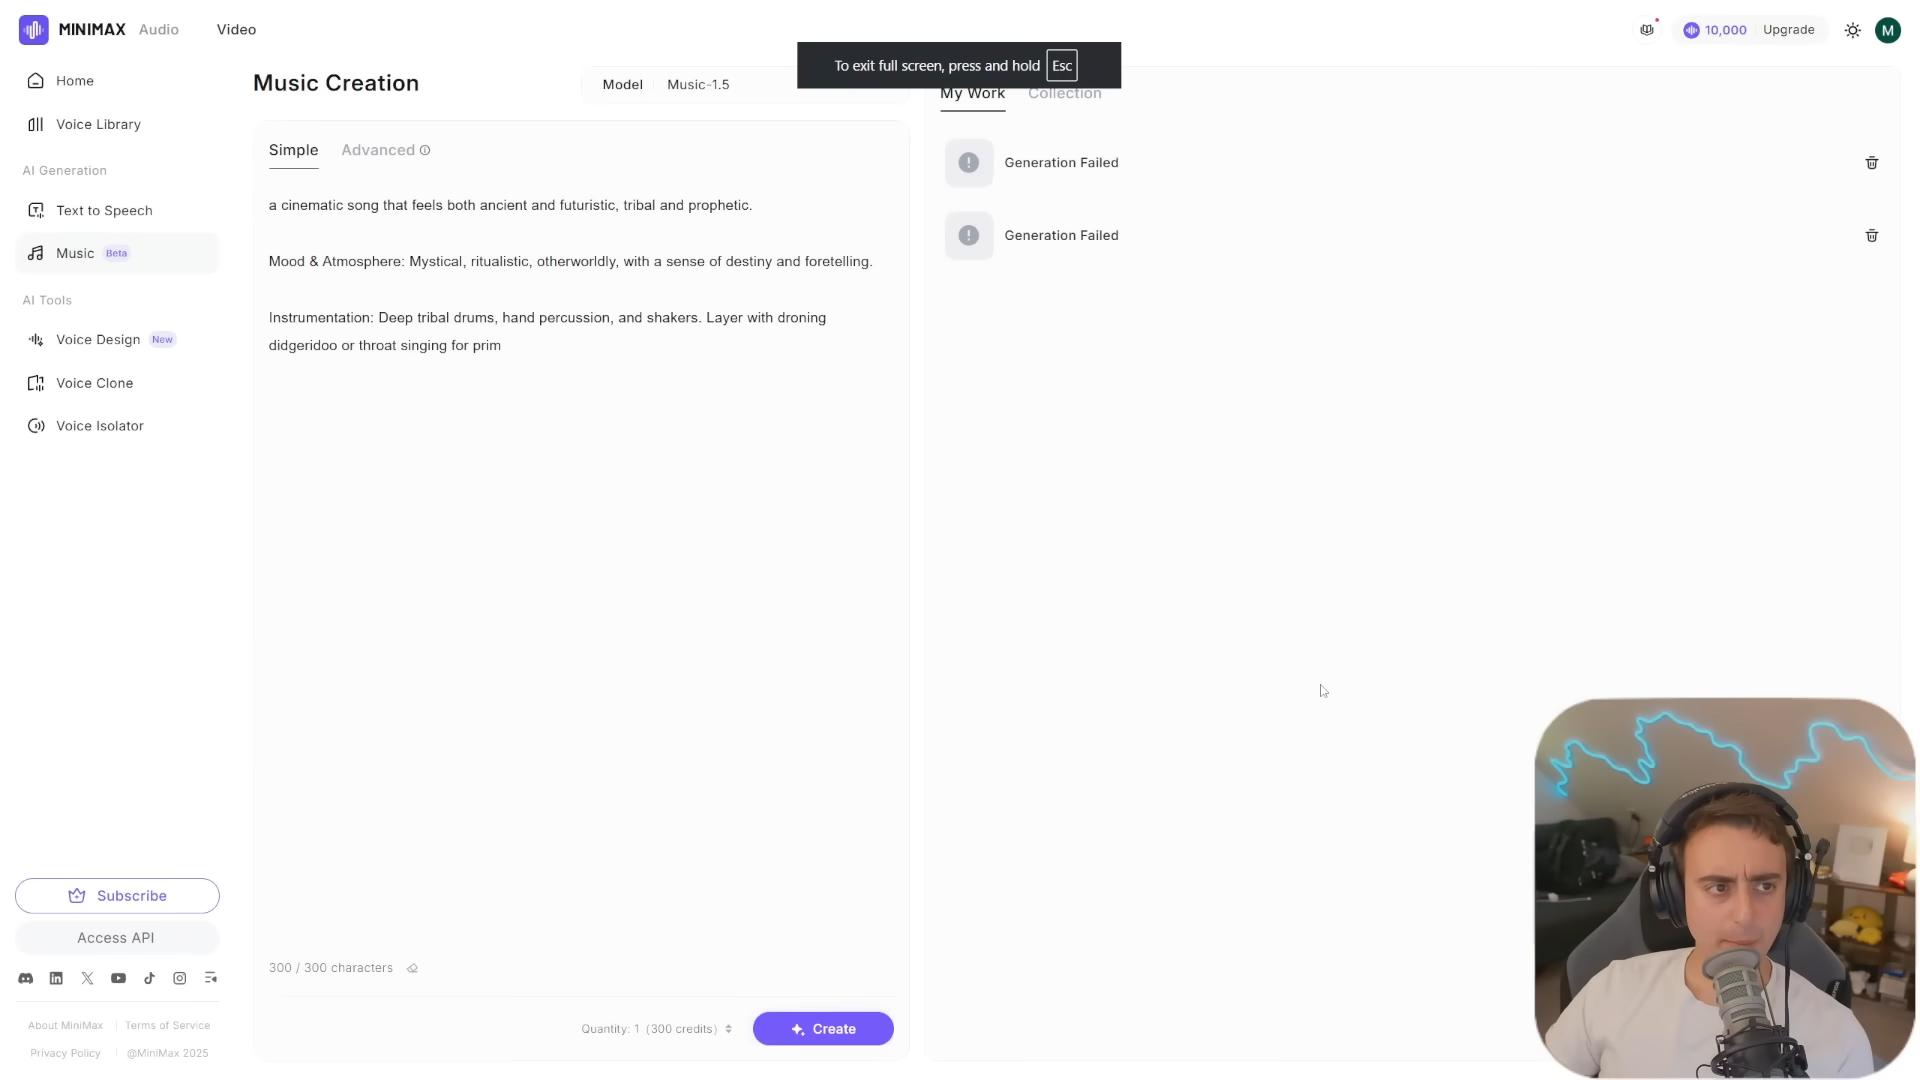 MINIMAX
Audio
Video
10,000
Upgrade
M
To exit full screen, press and hold Esc
Home
Voice Library
AI Generation
Text to Speech
Music Beta
AI Tools
Voice Design New
Voice Clone
Voice Isolator
Subscribe
Access API
About MiniMax
Terms of Service
Privacy Policy
@MiniMax 2025
Music Creation
Model
Music-1.5
Simple
Advanced
a cinematic song that feels both ancient and futuristic, tribal and prophetic.
Mood & Atmosphere: Mystical, ritualistic, otherworldly, with a sense of destiny and foretelling.
Instrumentation: Deep tribal drums, hand percussion, and shakers. Layer with droning
didgeridoo or throat singing for prim
300 / 300 characters
Quantity: 1 (300 credits)
Create
My Work
Collection
Generation Failed
Generation Failed